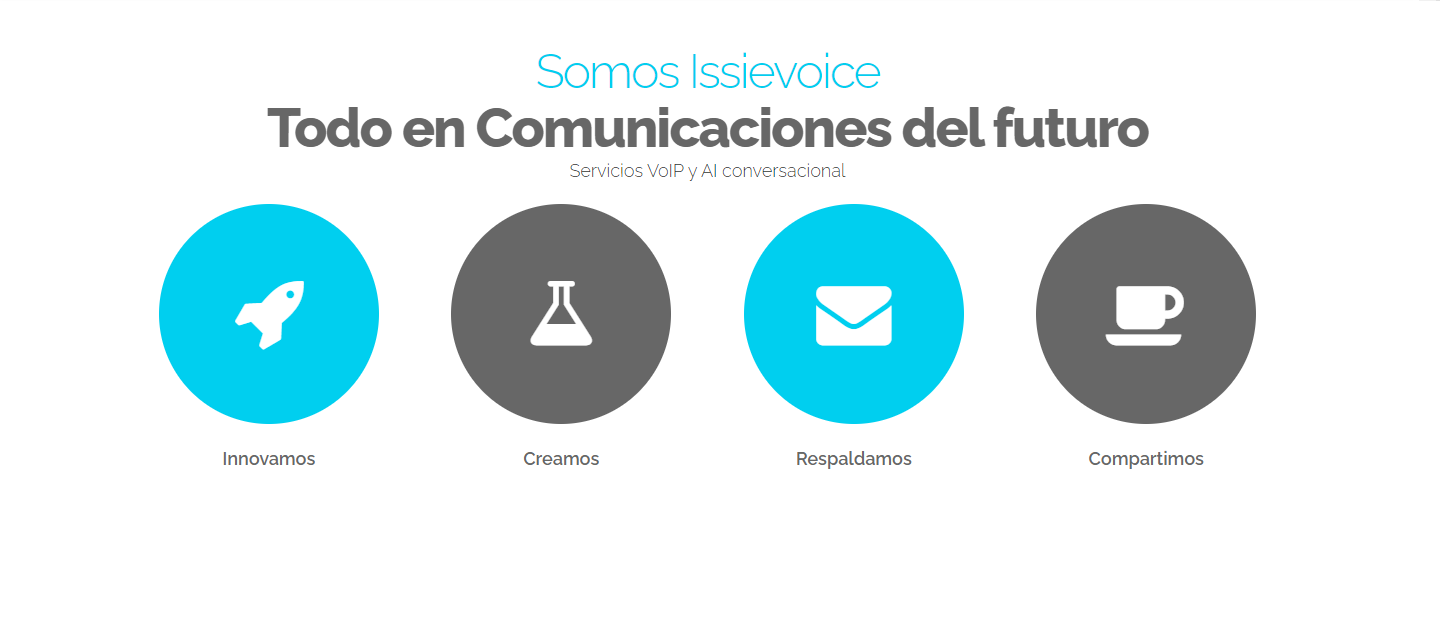 Somos Issievoice
Todo en Comunicaciones del futuro
Servicios VoIP y AI conversacional
Innovamos
Creamos
Respaldamos
Compartimos